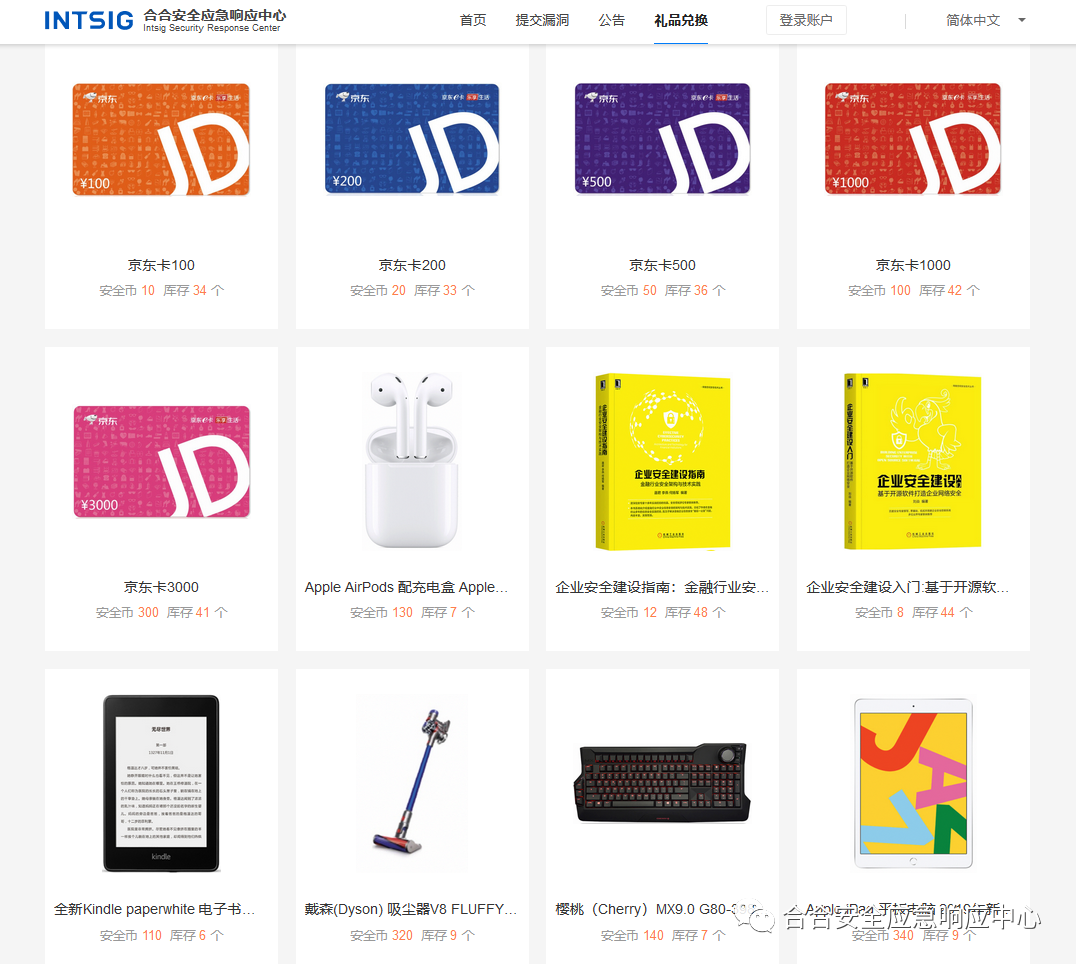 INTSIG 合合安全应急响应中心
Intsig Security Response Center
首页 提交漏洞 公告 礼品兑换 登录账户 简体中文
京东 京东e卡 乐享生活
JD
¥100
京东 京东e卡 乐享生活
JD
¥200
京东 京东e卡 乐享生活
JD
¥500
京东 京东e卡 乐享生活
JD
¥1000
京东卡100
安全币 10 库存 34 个
京东卡200
安全币 20 库存 33 个
京东卡500
安全币 50 库存 36 个
京东卡1000
安全币 100 库存 42 个
京东 京东e卡 乐享生活
JD
¥3000
企业安全建设指南
金融行业安全架构与技术实践
企业安全建设入门
基于开源软件打造企业网络安全
京东卡3000
安全币 300 库存 41 个
Apple AirPods 配充电盒 Apple…
安全币 130 库存 7 个
企业安全建设指南：金融行业安…
安全币 12 库存 48 个
企业安全建设入门:基于开源软…
安全币 8 库存 44 个
无尽世界
kindle
全新Kindle paperwhite 电子书…
安全币 110 库存 6 个
戴森(Dyson) 吸尘器V8 FLUFFY…
安全币 320 库存 9 个
樱桃（Cherry）MX9.0 G80-
安全币 140 库存 7 个
Apple iPad 平板电脑 2019年新
安全币 340 库存 9 个
合合安全应急响应中心